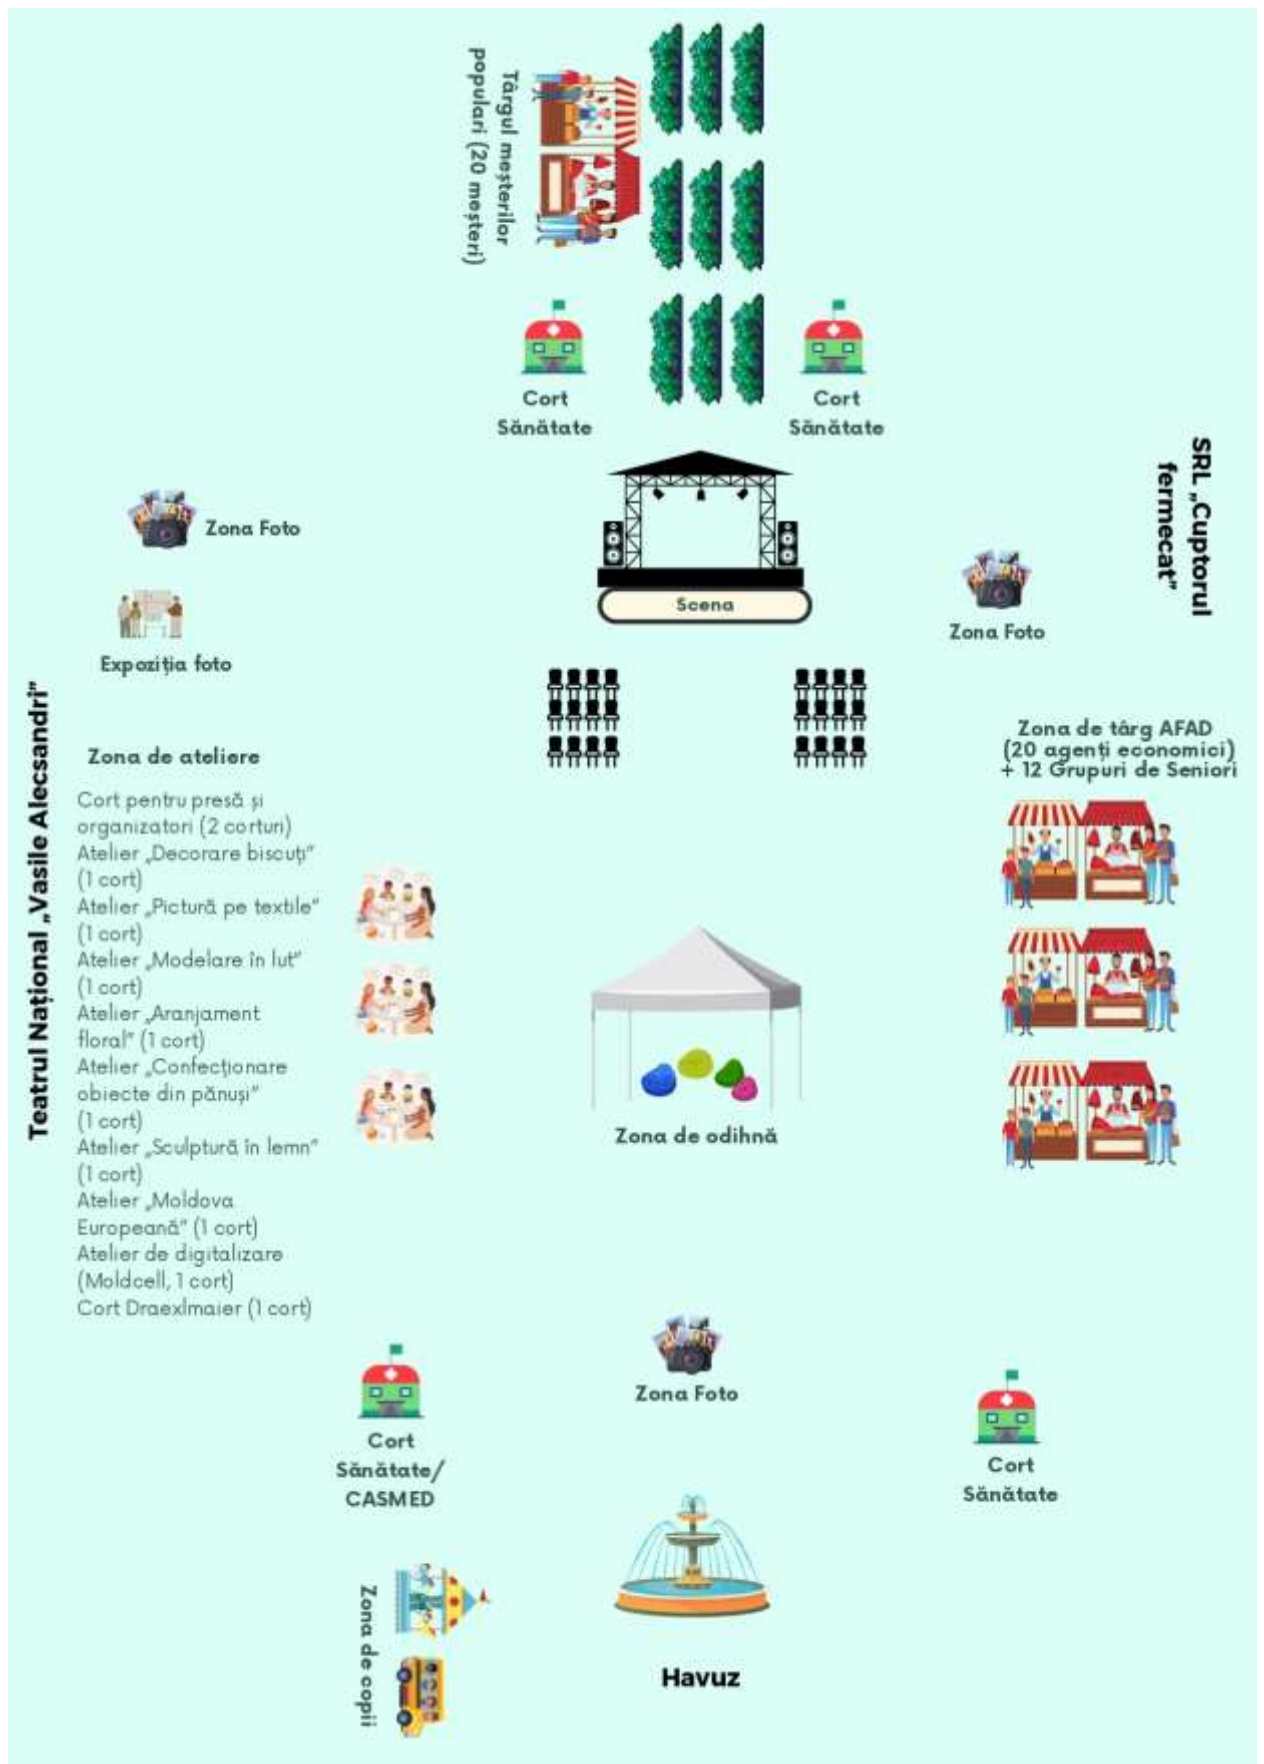 Târgul meșterilor
populari (20 meșteri)
Cort
Sănătate
Cort
Sănătate
SRL „Cuptorul
fermecat”
Zona Foto
Scena
Zona Foto
Expoziția foto
Teatrul Național „Vasile Alecsandri”
Zona de ateliere
Cort pentru presă și
organizatori (2 corturi)
Atelier „Decorare biscuți”
(1 cort)
Atelier „Pictură pe textile”
(1 cort)
Atelier „Modelare în lut”
(1 cort)
Atelier „Aranjament
floral” (1 cort)
Atelier „Confecționare
obiecte din pănuși”
(1 cort)
Atelier „Sculptură în lemn”
(1 cort)
Atelier „Moldova
Europeană” (1 cort)
Atelier de digitalizare
(Moldcell, 1 cort)
Cort Draexlmaier (1 cort)
Zona de târg AFAD
(20 agenți economici)
+ 12 Grupuri de Seniori
Zona de odihnă
Zona Foto
Cort
Sănătate/
CASMED
Cort
Sănătate
Zona de copii
Havuz